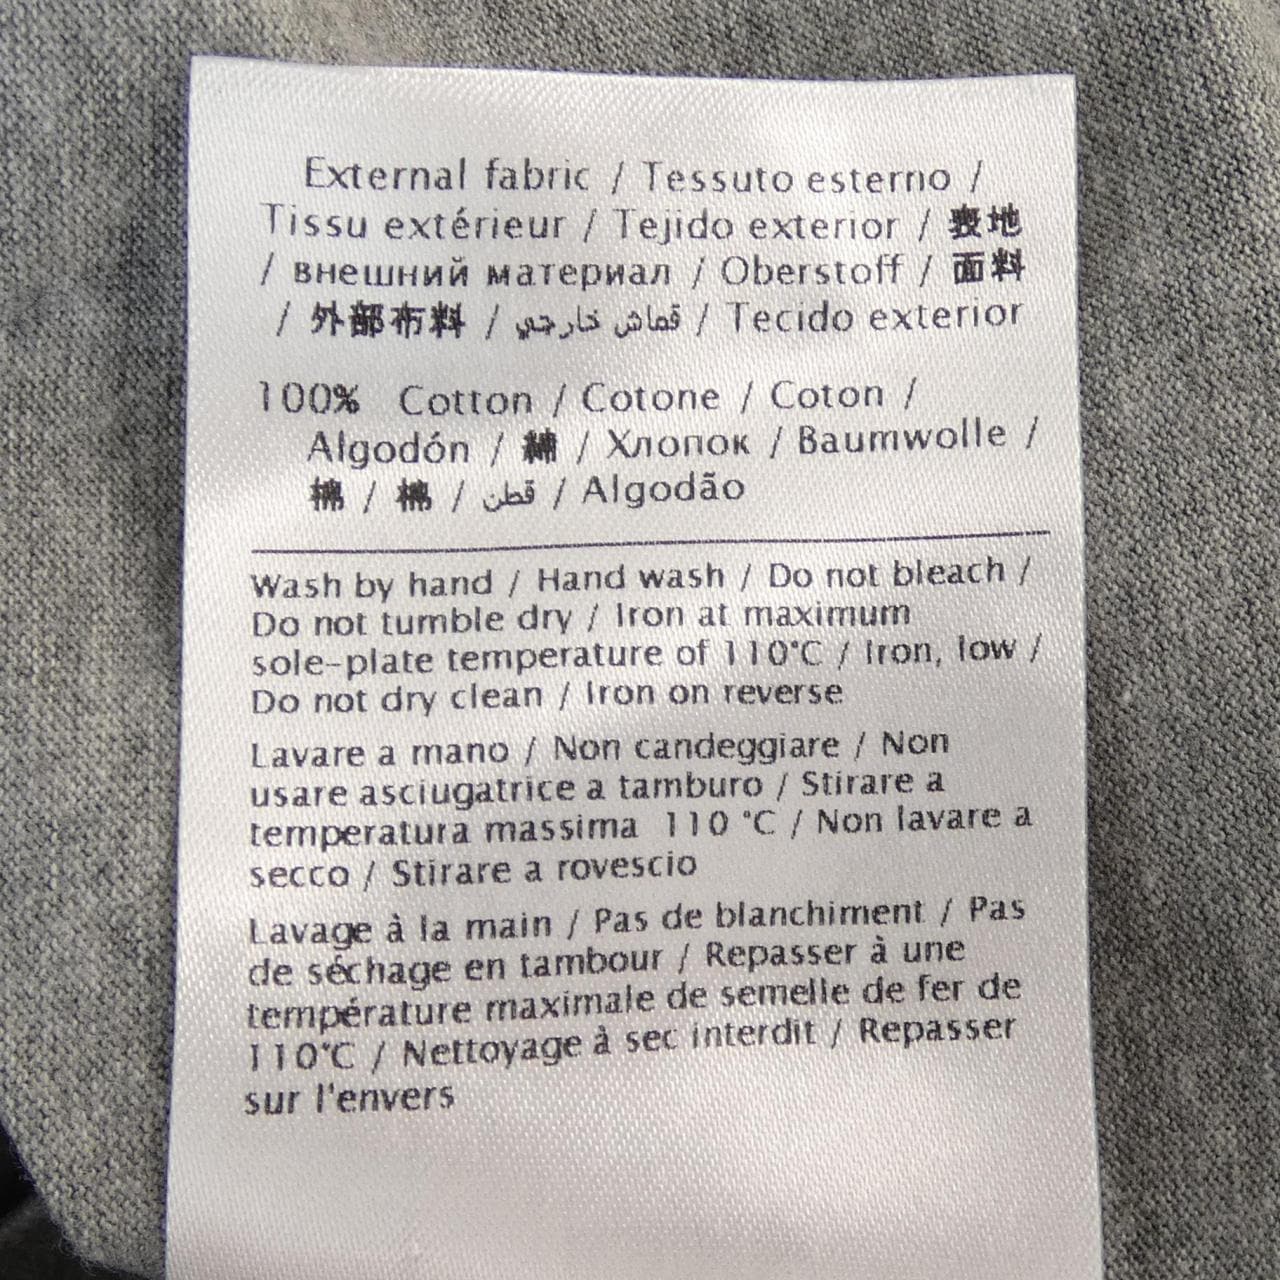 External fabric / Tessuto esterno /
Tissu extérieur / Tejido exterior / 表地
/ внешний материал / Oberstoff / 面料
/ 外部布料 / قماش خارجي / Tecido exterior
100% Cotton / Cotone / Coton /
Algodón / 綿 / Хлопок / Baumwolle /
棉 / 棉 / قطن / Algodão
Wash by hand / Hand wash / Do not bleach /
Do not tumble dry / Iron at maximum
sole-plate temperature of 110°C / Iron, low /
Do not dry clean / Iron on reverse
Lavare a mano / Non candeggiare / Non
usare asciugatrice a tamburo / Stirare a
temperatura massima 110 °C / Non lavare a
secco / Stirare a rovescio
Lavage à la main / Pas de blanchiment / Pas
de séchage en tambour / Repasser à une
température maximale de semelle de fer de
110°C / Nettoyage à sec interdit / Repasser
sur l'envers